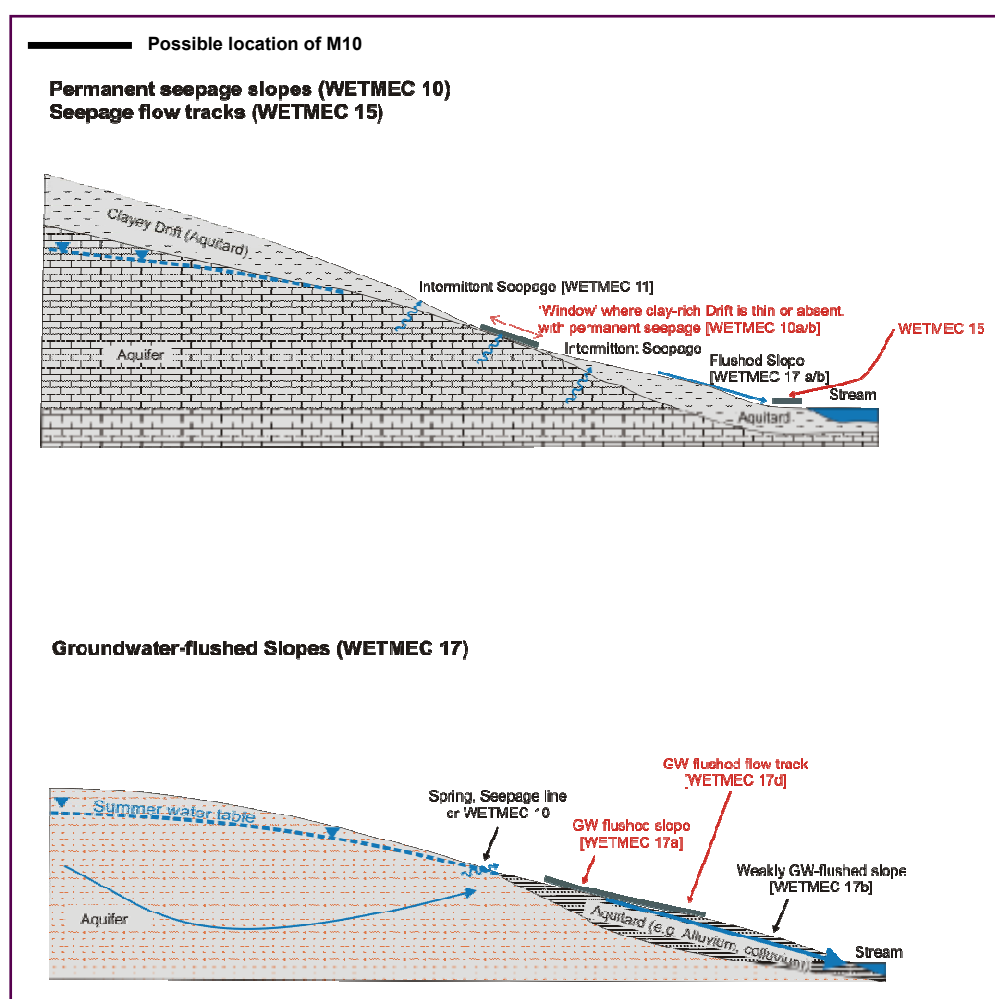 Possible location of M10
Permanent seepage slopes (WETMEC 10)
Seepage flow tracks (WETMEC 15)
Clayey Drift (Aquitard)
Intermittent Seepage [WETMEC 11]
'Window' where clay-rich Drift is thin or absent.
with permanent seepage [WETMEC 10a/b]
WETMEC 15
Intermittent Seepage
Aquifer
Flushed Slope
[WETMEC 17 a/b]
Stream
Aquitard
Groundwater-flushed Slopes (WETMEC 17)
GW flushed flow track
[WETMEC 17d]
Summer water table
Spring, Seepage line
or WETMEC 10
GW flushed slope
[WETMEC 17a]
Weakly GW-flushed slope
[WETMEC 17b]
Aquifer
Aquitard (e.g. Alluvium, colluvium)
Stream